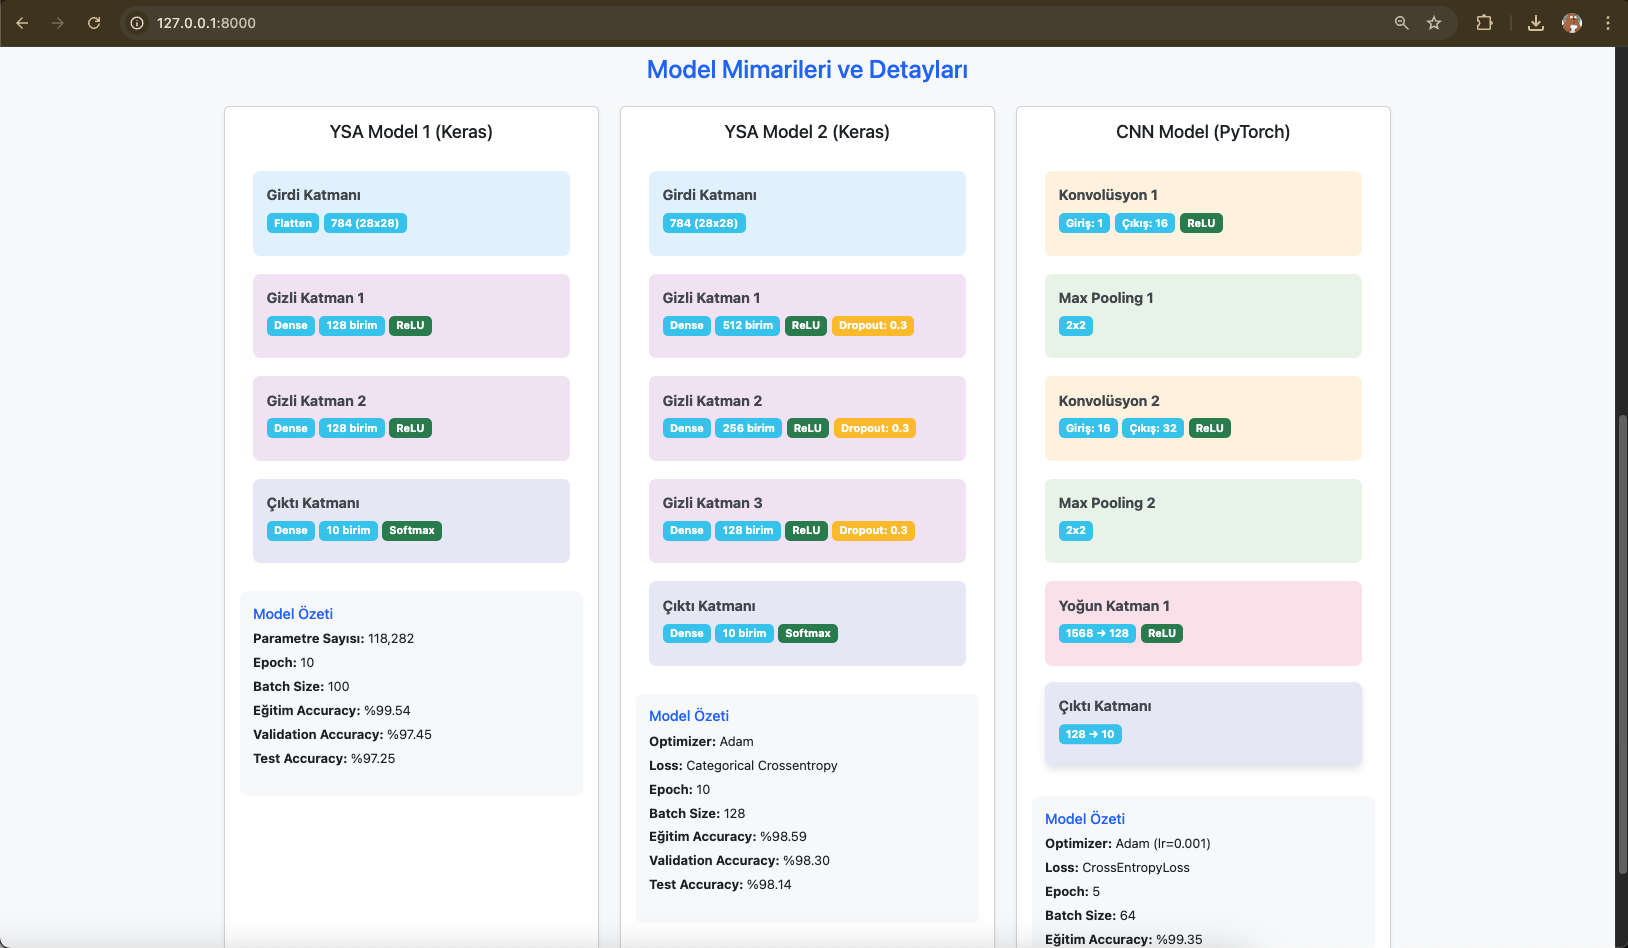 127.0.0.1:8000
Model Mimarileri ve Detayları
YSA Model 1 (Keras)
Girdi Katmanı
Flatten 784 (28x28)
Gizli Katman 1
Dense 128 birim ReLU
Gizli Katman 2
Dense 128 birim ReLU
Çıktı Katmanı
Dense 10 birim Softmax
Model Özeti
Parametre Sayısı: 118,282
Epoch: 10
Batch Size: 100
Eğitim Accuracy: %99.54
Validation Accuracy: %97.45
Test Accuracy: %97.25
YSA Model 2 (Keras)
Girdi Katmanı
784 (28x28)
Gizli Katman 1
Dense 512 birim ReLU Dropout: 0.3
Gizli Katman 2
Dense 256 birim ReLU Dropout: 0.3
Gizli Katman 3
Dense 128 birim ReLU Dropout: 0.3
Çıktı Katmanı
Dense 10 birim Softmax
Model Özeti
Optimizer: Adam
Loss: Categorical Crossentropy
Epoch: 10
Batch Size: 128
Eğitim Accuracy: %98.59
Validation Accuracy: %98.30
Test Accuracy: %98.14
CNN Model (PyTorch)
Konvolüsyon 1
Giriş: 1 Çıkış: 16 ReLU
Max Pooling 1
2x2
Konvolüsyon 2
Giriş: 16 Çıkış: 32 ReLU
Max Pooling 2
2x2
Yoğun Katman 1
1568 → 128 ReLU
Çıktı Katmanı
128 → 10
Model Özeti
Optimizer: Adam (lr=0.001)
Loss: CrossEntropyLoss
Epoch: 5
Batch Size: 64
Eğitim Accuracy: %99.35